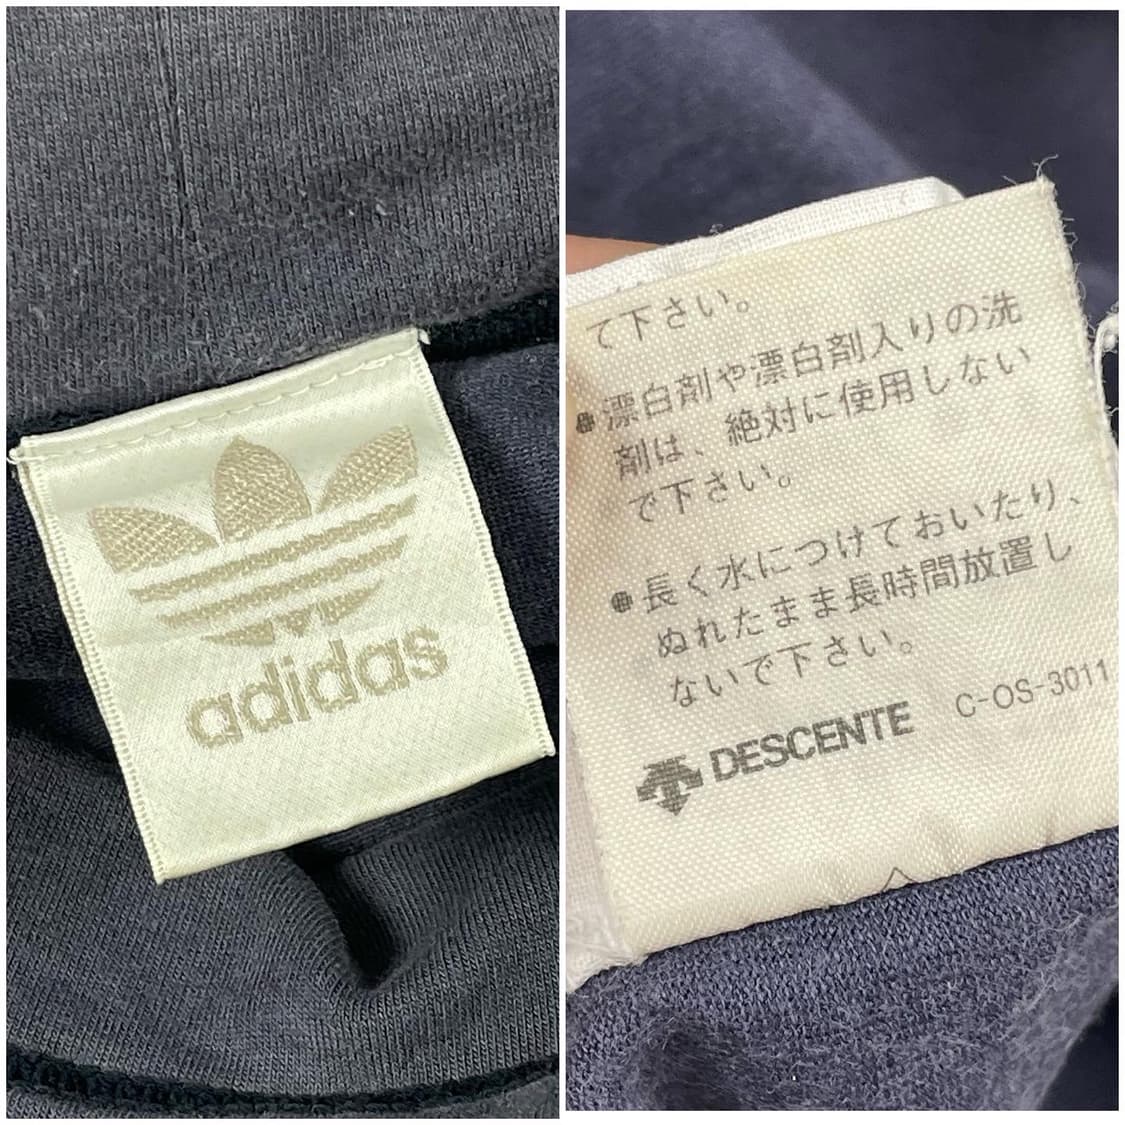 adidas
て下さい。
●漂白剤や漂白剤入りの洗
剤は、絶対に使用しない
で下さい。
●長く水につけておいたり、
ぬれたまま長時間放置し
ないで下さい。
DESCENTE C-OS-3011